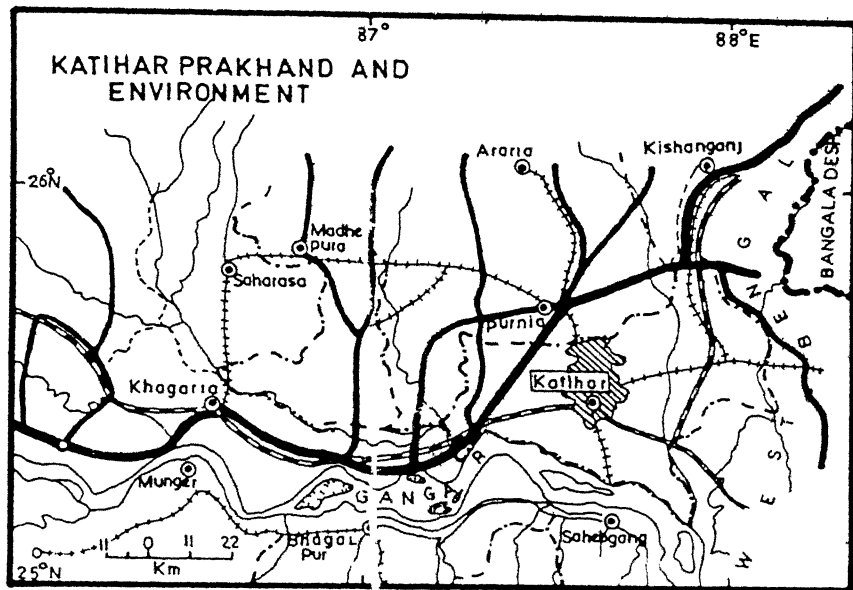 87°
88°E
KATIHAR PRAKHAND AND
ENVIRONMENT
Araria
Kishanganj
26°N
BANGALA DESH
Madhe
pura
Saharasa
Purnia
Katihar
Khagaria
Munger
GANGA R
WEST BENGAL
Bhagal
Pur
Sahebgang
11 0 11 22
Km
25°N